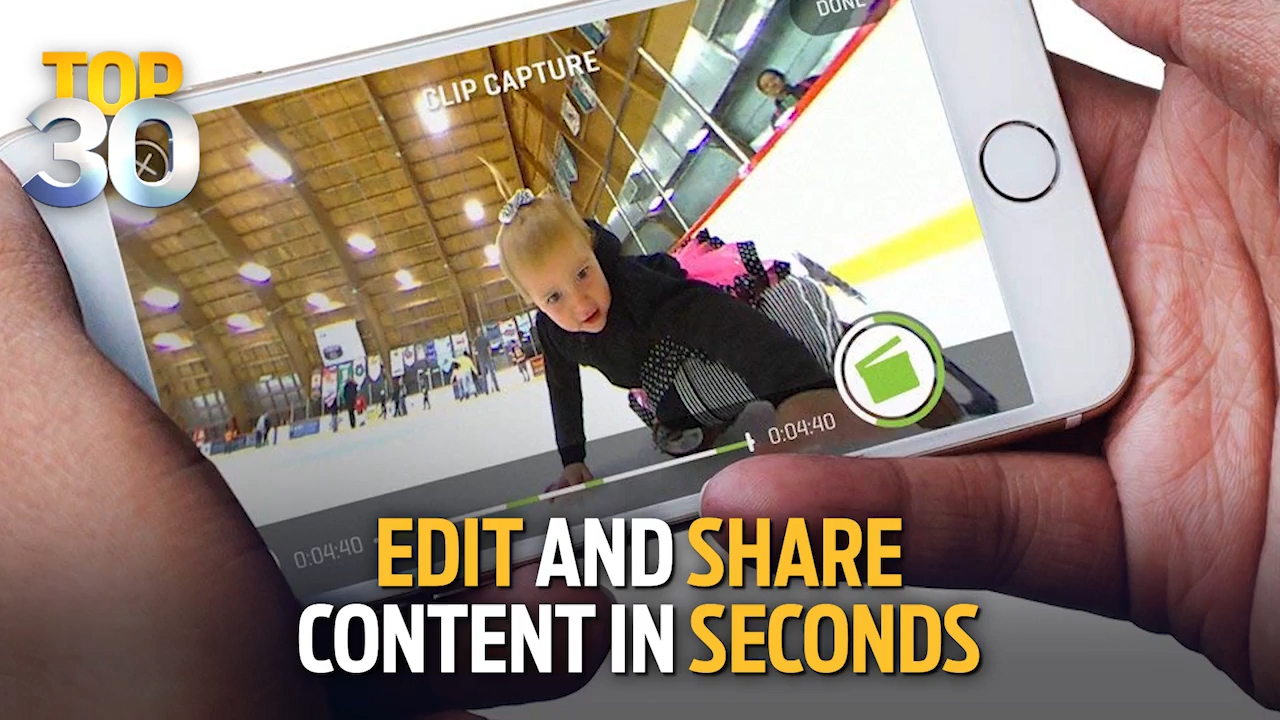 TOP
30
DONE
CLIP CAPTURE
0:04:40
0:04:40
EDIT AND SHARE
CONTENT IN SECONDS